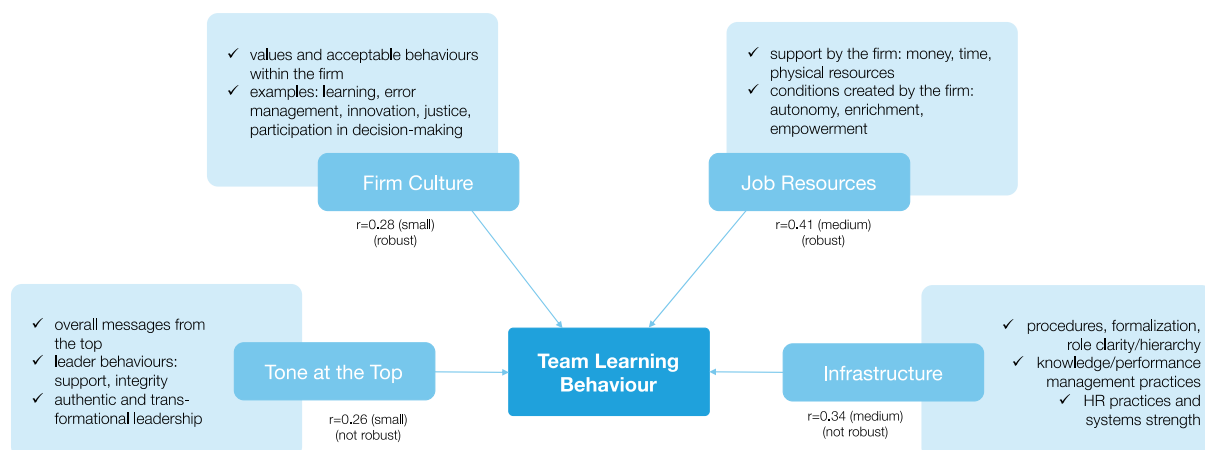 ✓ values and acceptable behaviours
within the firm
✓ examples: learning, error
management, innovation, justice,
participation in decision-making
Firm Culture
r=0.28 (small)
(robust)
✓ support by the firm: money, time,
physical resources
✓ conditions created by the firm:
autonomy, enrichment,
empowerment
Job Resources
r=0.41 (medium)
(robust)
✓ overall messages from
the top
✓ leader behaviours:
support, integrity
✓ authentic and trans-
formational leadership
Tone at the Top
r=0.26 (small)
(not robust)
Team Learning
Behaviour
✓ procedures, formalization,
role clarity/hierarchy
✓ knowledge/performance
management practices
✓ HR practices and
systems strength
Infrastructure
r=0.34 (medium)
(not robust)